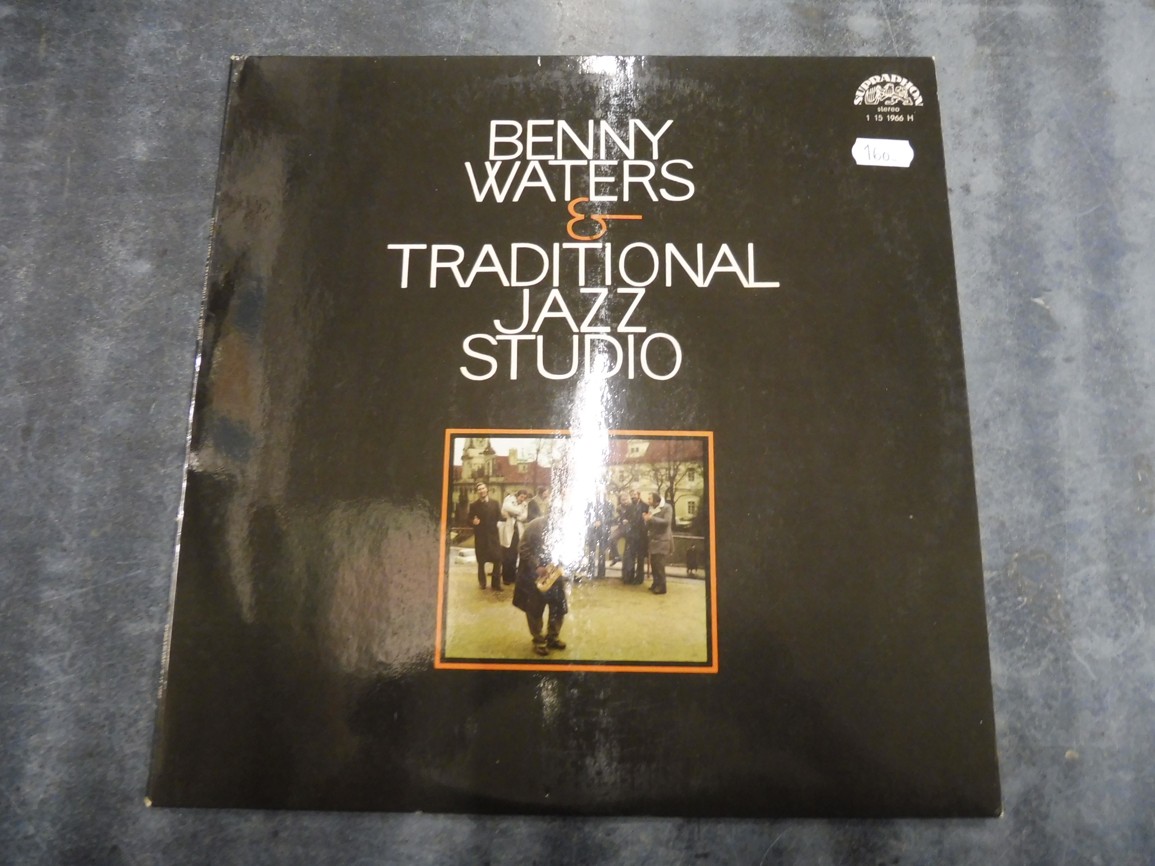 SUPRAPHON
stereo
1 15 1966 H
160
BENNY
WATERS
&
TRADITIONAL
JAZZ
STUDIO